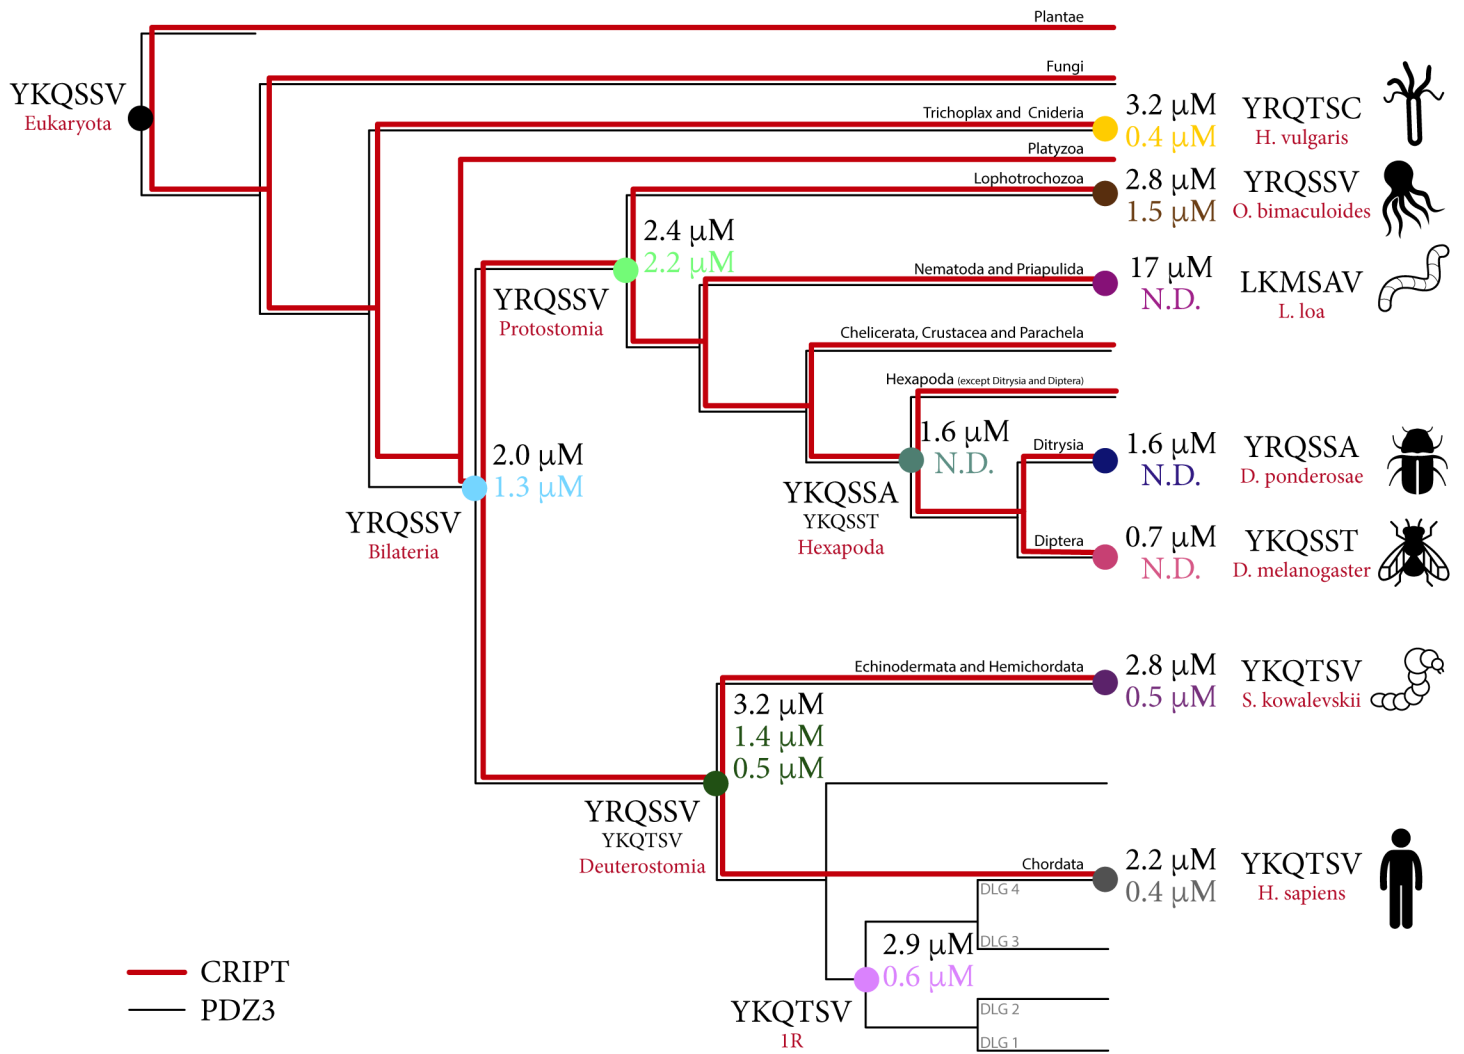 Plantae
Fungi
YKQSSV
Eukaryota
Trichoplax and Cnideria
3.2 µM
0.4 µM
YRQTSC
H. vulgaris
Platyzoa
Lophotrochozoa
2.8 µM
1.5 µM
YRQSSV
O. bimaculoides
2.4 µM
2.2 µM
YRQSSV
Protostomia
Nematoda and Priapulida
17 µM
N.D.
LKMSAV
L. loa
Chelicerata, Crustacea and Parachela
Hexapoda (except Ditrysia and Diptera)
1.6 µM
N.D.
YKQSSA
YKQSST
Hexapoda
Ditrysia
1.6 µM
N.D.
YRQSSA
D. ponderosae
Diptera
0.7 µM
N.D.
YKQSST
D. melanogaster
2.0 µM
1.3 µM
YRQSSV
Bilateria
Echinodermata and Hemichordata
2.8 µM
0.5 µM
YKQTSV
S. kowalevskii
3.2 µM
1.4 µM
0.5 µM
YRQSSV
YKQTSV
Deuterostomia
Chordata
2.2 µM
0.4 µM
YKQTSV
H. sapiens
DLG 4
DLG 3
2.9 µM
0.6 µM
YKQTSV
1R
DLG 2
DLG 1
CRIPT
PDZ3